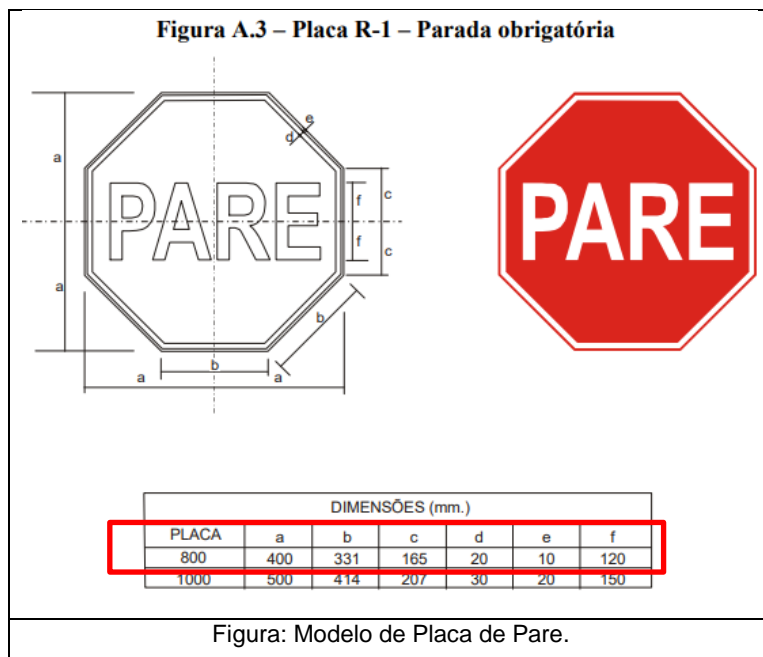 Figura A.3 – Placa R-1 – Parada obrigatória
e
d
a
PARE
f
c
f
c
a
b
b
a
a
PARE
DIMENSÕES (mm.)
PLACA a b c d e f
800 400 331 165 20 10 120
1000 500 414 207 30 20 150
Figura: Modelo de Placa de Pare.